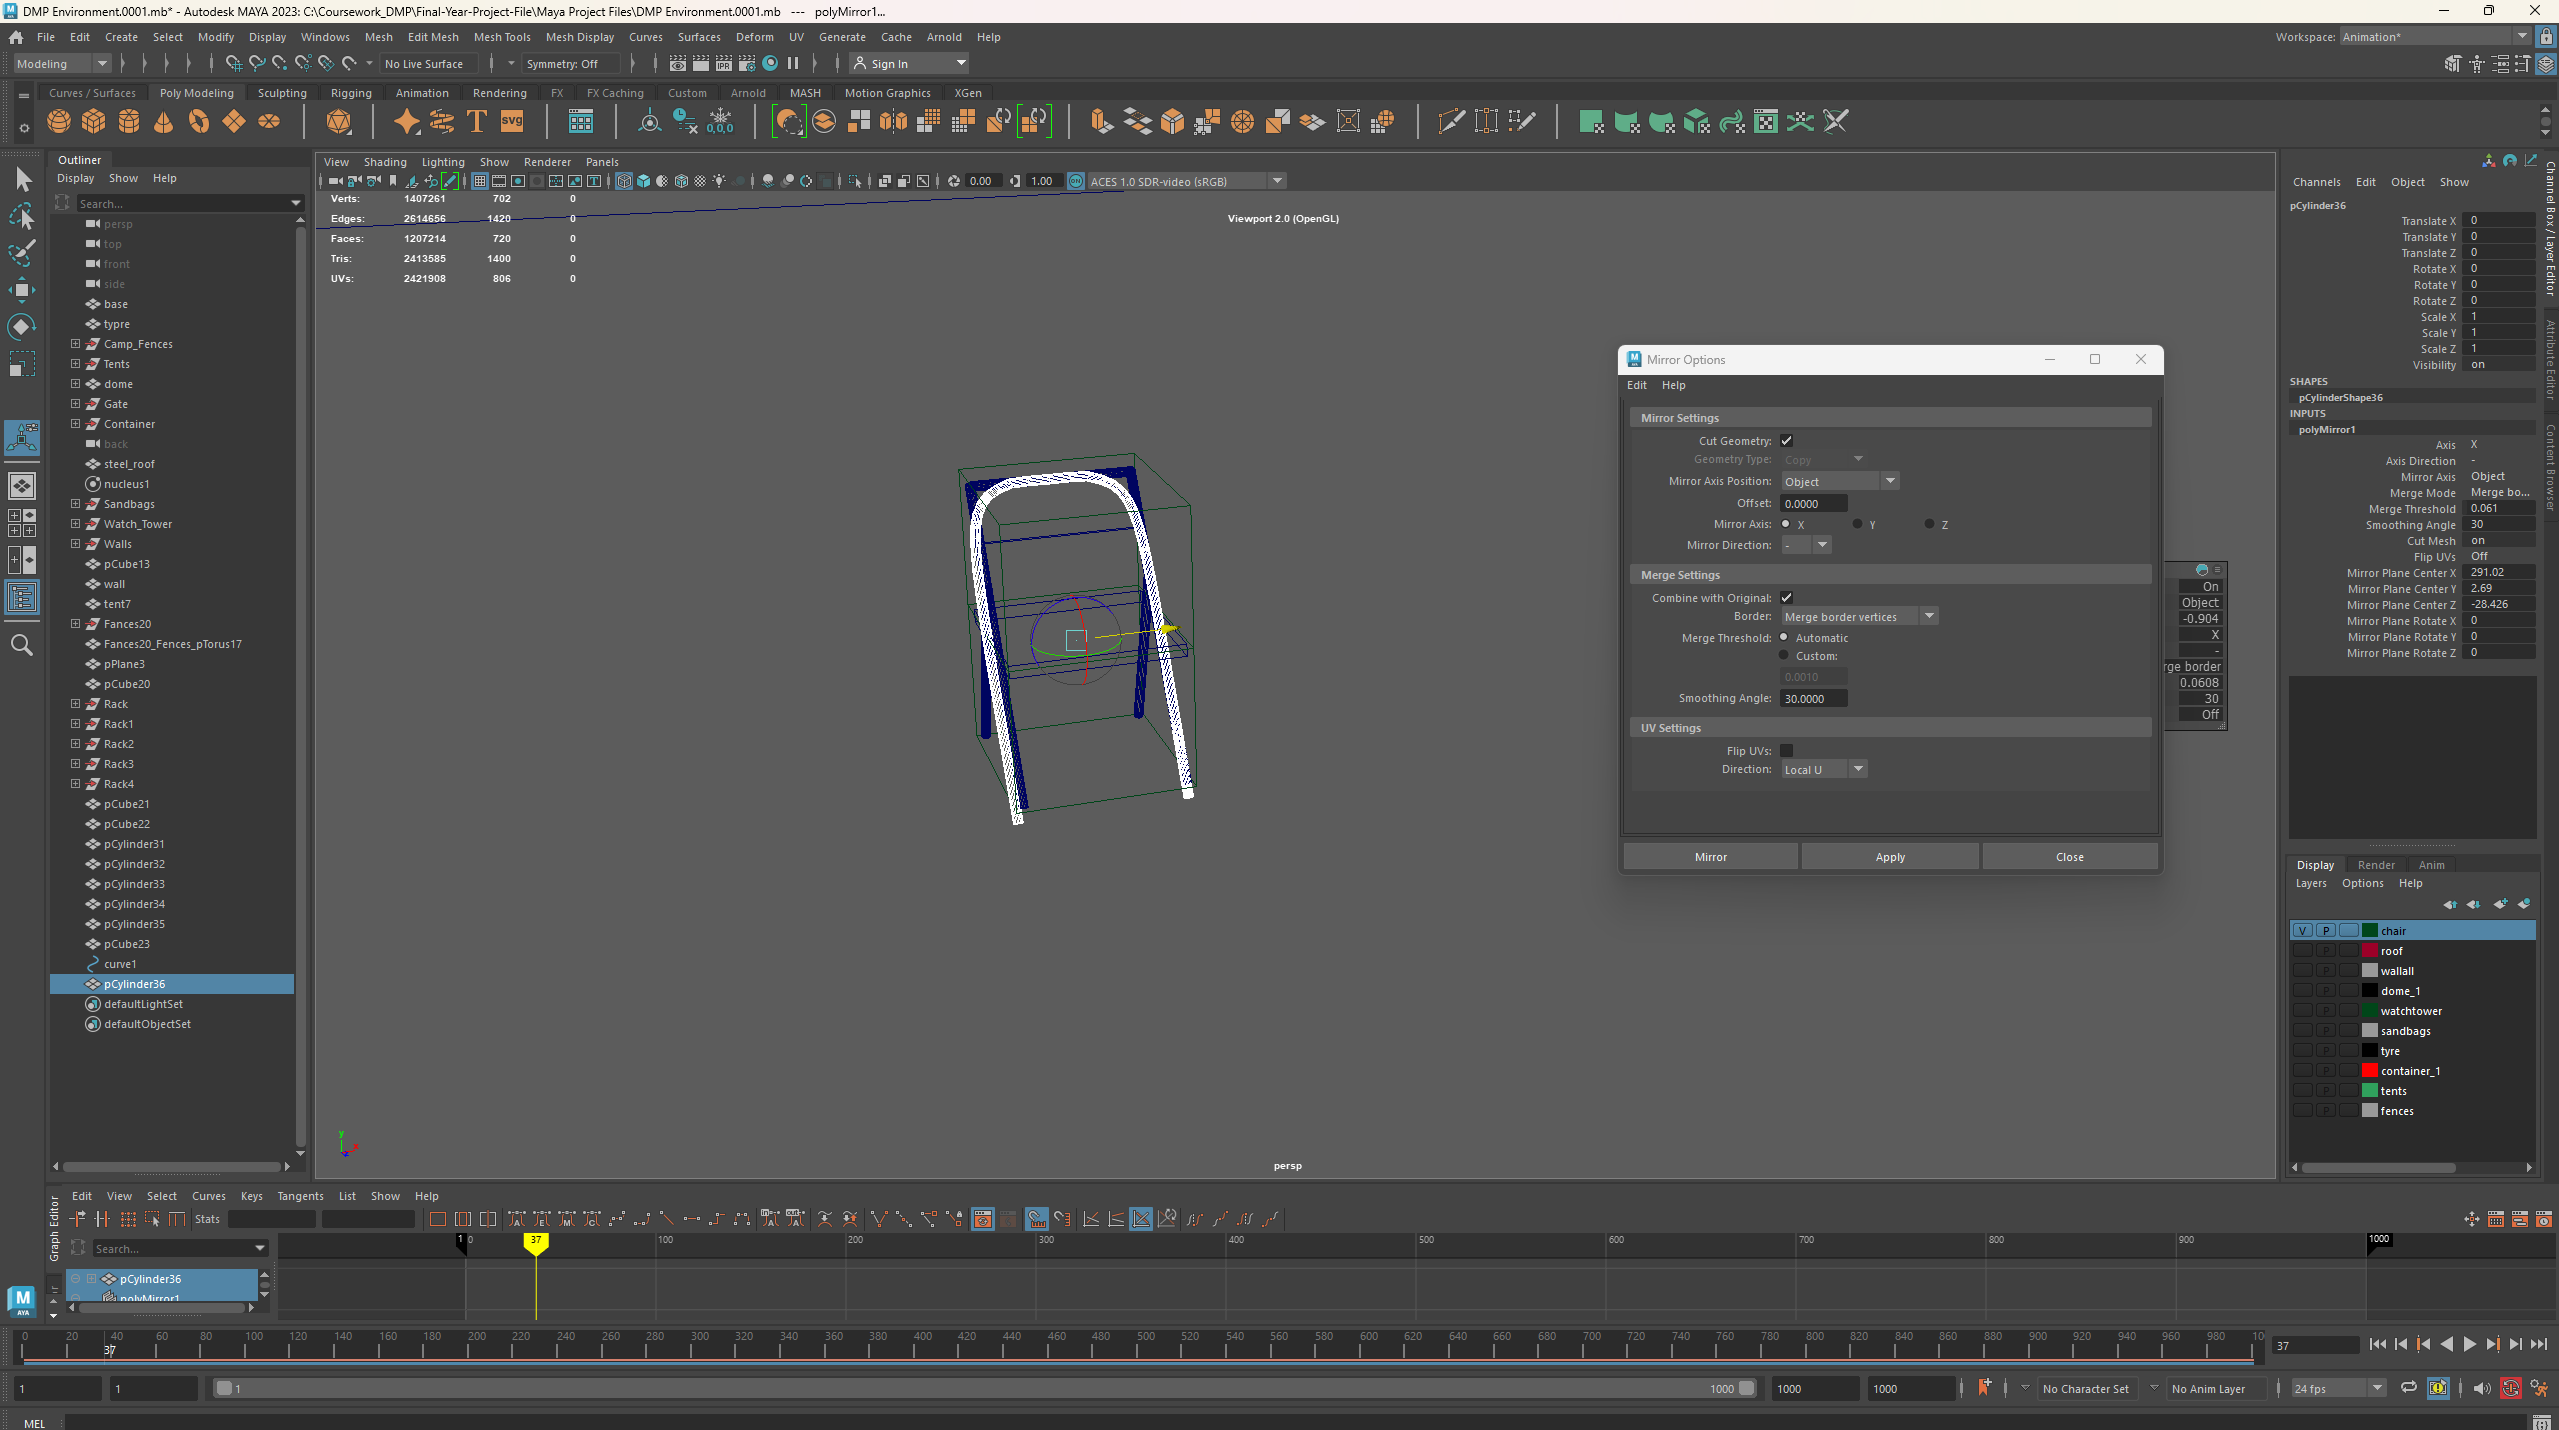 DMP Environment.0001.mb* - Autodesk MAYA 2023: C:\Coursework_DMP\Final-Year-Project-File\Maya Project Files\DMP Environment.0001.mb --- polyMirror1...
File Edit Create Select Modify Display Windows Mesh Edit Mesh Mesh Tools Mesh Display Curves Surfaces Deform UV Generate Cache Arnold Help
Workspace: Animation*
Modeling No Live Surface Symmetry: Off Sign In
Curves / Surfaces Poly Modeling Sculpting Rigging Animation Rendering FX FX Caching Custom Arnold MASH Motion Graphics XGen
Outliner
Display Show Help
Search...
persp
top
front
side
base
typre
Camp_Fences
Tents
dome
Gate
Container
back
steel_roof
nucleus1
Sandbags
Watch_Tower
Walls
pCube13
wall
tent7
Fances20
Fances20_Fences_pTorus17
pPlane3
pCube20
Rack
Rack1
Rack2
Rack3
Rack4
pCube21
pCube22
pCylinder31
pCylinder32
pCylinder33
pCylinder34
pCylinder35
pCube23
curve1
pCylinder36
defaultLightSet
defaultObjectSet
View Shading Lighting Show Renderer Panels
0.00 1.00 ACES 1.0 SDR-video (sRGB)
Verts: 1407261 702 0
Edges: 2614656 1420 0
Faces: 1207214 720 0
Tris: 2413585 1400 0
UVs: 2421908 806 0
Viewport 2.0 (OpenGL)
persp
Mirror Options
Edit Help
Mirror Settings
Cut Geometry:
Geometry Type: Copy
Mirror Axis Position: Object
Offset: 0.0000
Mirror Axis: X Y Z
Mirror Direction: -
Merge Settings
Combine with Original:
Border: Merge border vertices
Merge Threshold: Automatic
Custom:
0.0010
Smoothing Angle: 30.0000
UV Settings
Flip UVs:
Direction: Local U
Mirror Apply Close
On
Object
-0.904
X
-
rge border
0.0608
30
Off
Channels Edit Object Show
pCylinder36
Translate X 0
Translate Y 0
Translate Z 0
Rotate X 0
Rotate Y 0
Rotate Z 0
Scale X 1
Scale Y 1
Scale Z 1
Visibility on
SHAPES
pCylinderShape36
INPUTS
polyMirror1
Axis X
Axis Direction -
Mirror Axis Object
Merge Mode Merge bo...
Merge Threshold 0.061
Smoothing Angle 30
Cut Mesh on
Flip UVs Off
Mirror Plane Center X 291.02
Mirror Plane Center Y 2.69
Mirror Plane Center Z -28.426
Mirror Plane Rotate X 0
Mirror Plane Rotate Y 0
Mirror Plane Rotate Z 0
Channel Box / Layer Editor
Attribute Editor
Content Browser
Display Render Anim
Layers Options Help
V P chair
P roof
P wallall
P dome_1
P watchtower
P sandbags
P tyre
P container_1
P tents
P fences
Graph Editor
Edit View Select Curves Keys Tangents List Show Help
Stats
Search...
pCylinder36
polyMirror1
1 0 37 100 200 300 400 500 600 700 800 900 1000
0 20 40 60 80 100 120 140 160 180 200 220 240 260 280 300 320 340 360 380 400 420 440 460 480 500 520 540 560 580 600 620 640 660 680 700 720 740 760 780 800 820 840 860 880 900 920 940 960 980 10
37
37
1 1 1 1000 1000 1000 No Character Set No Anim Layer 24 fps
MEL